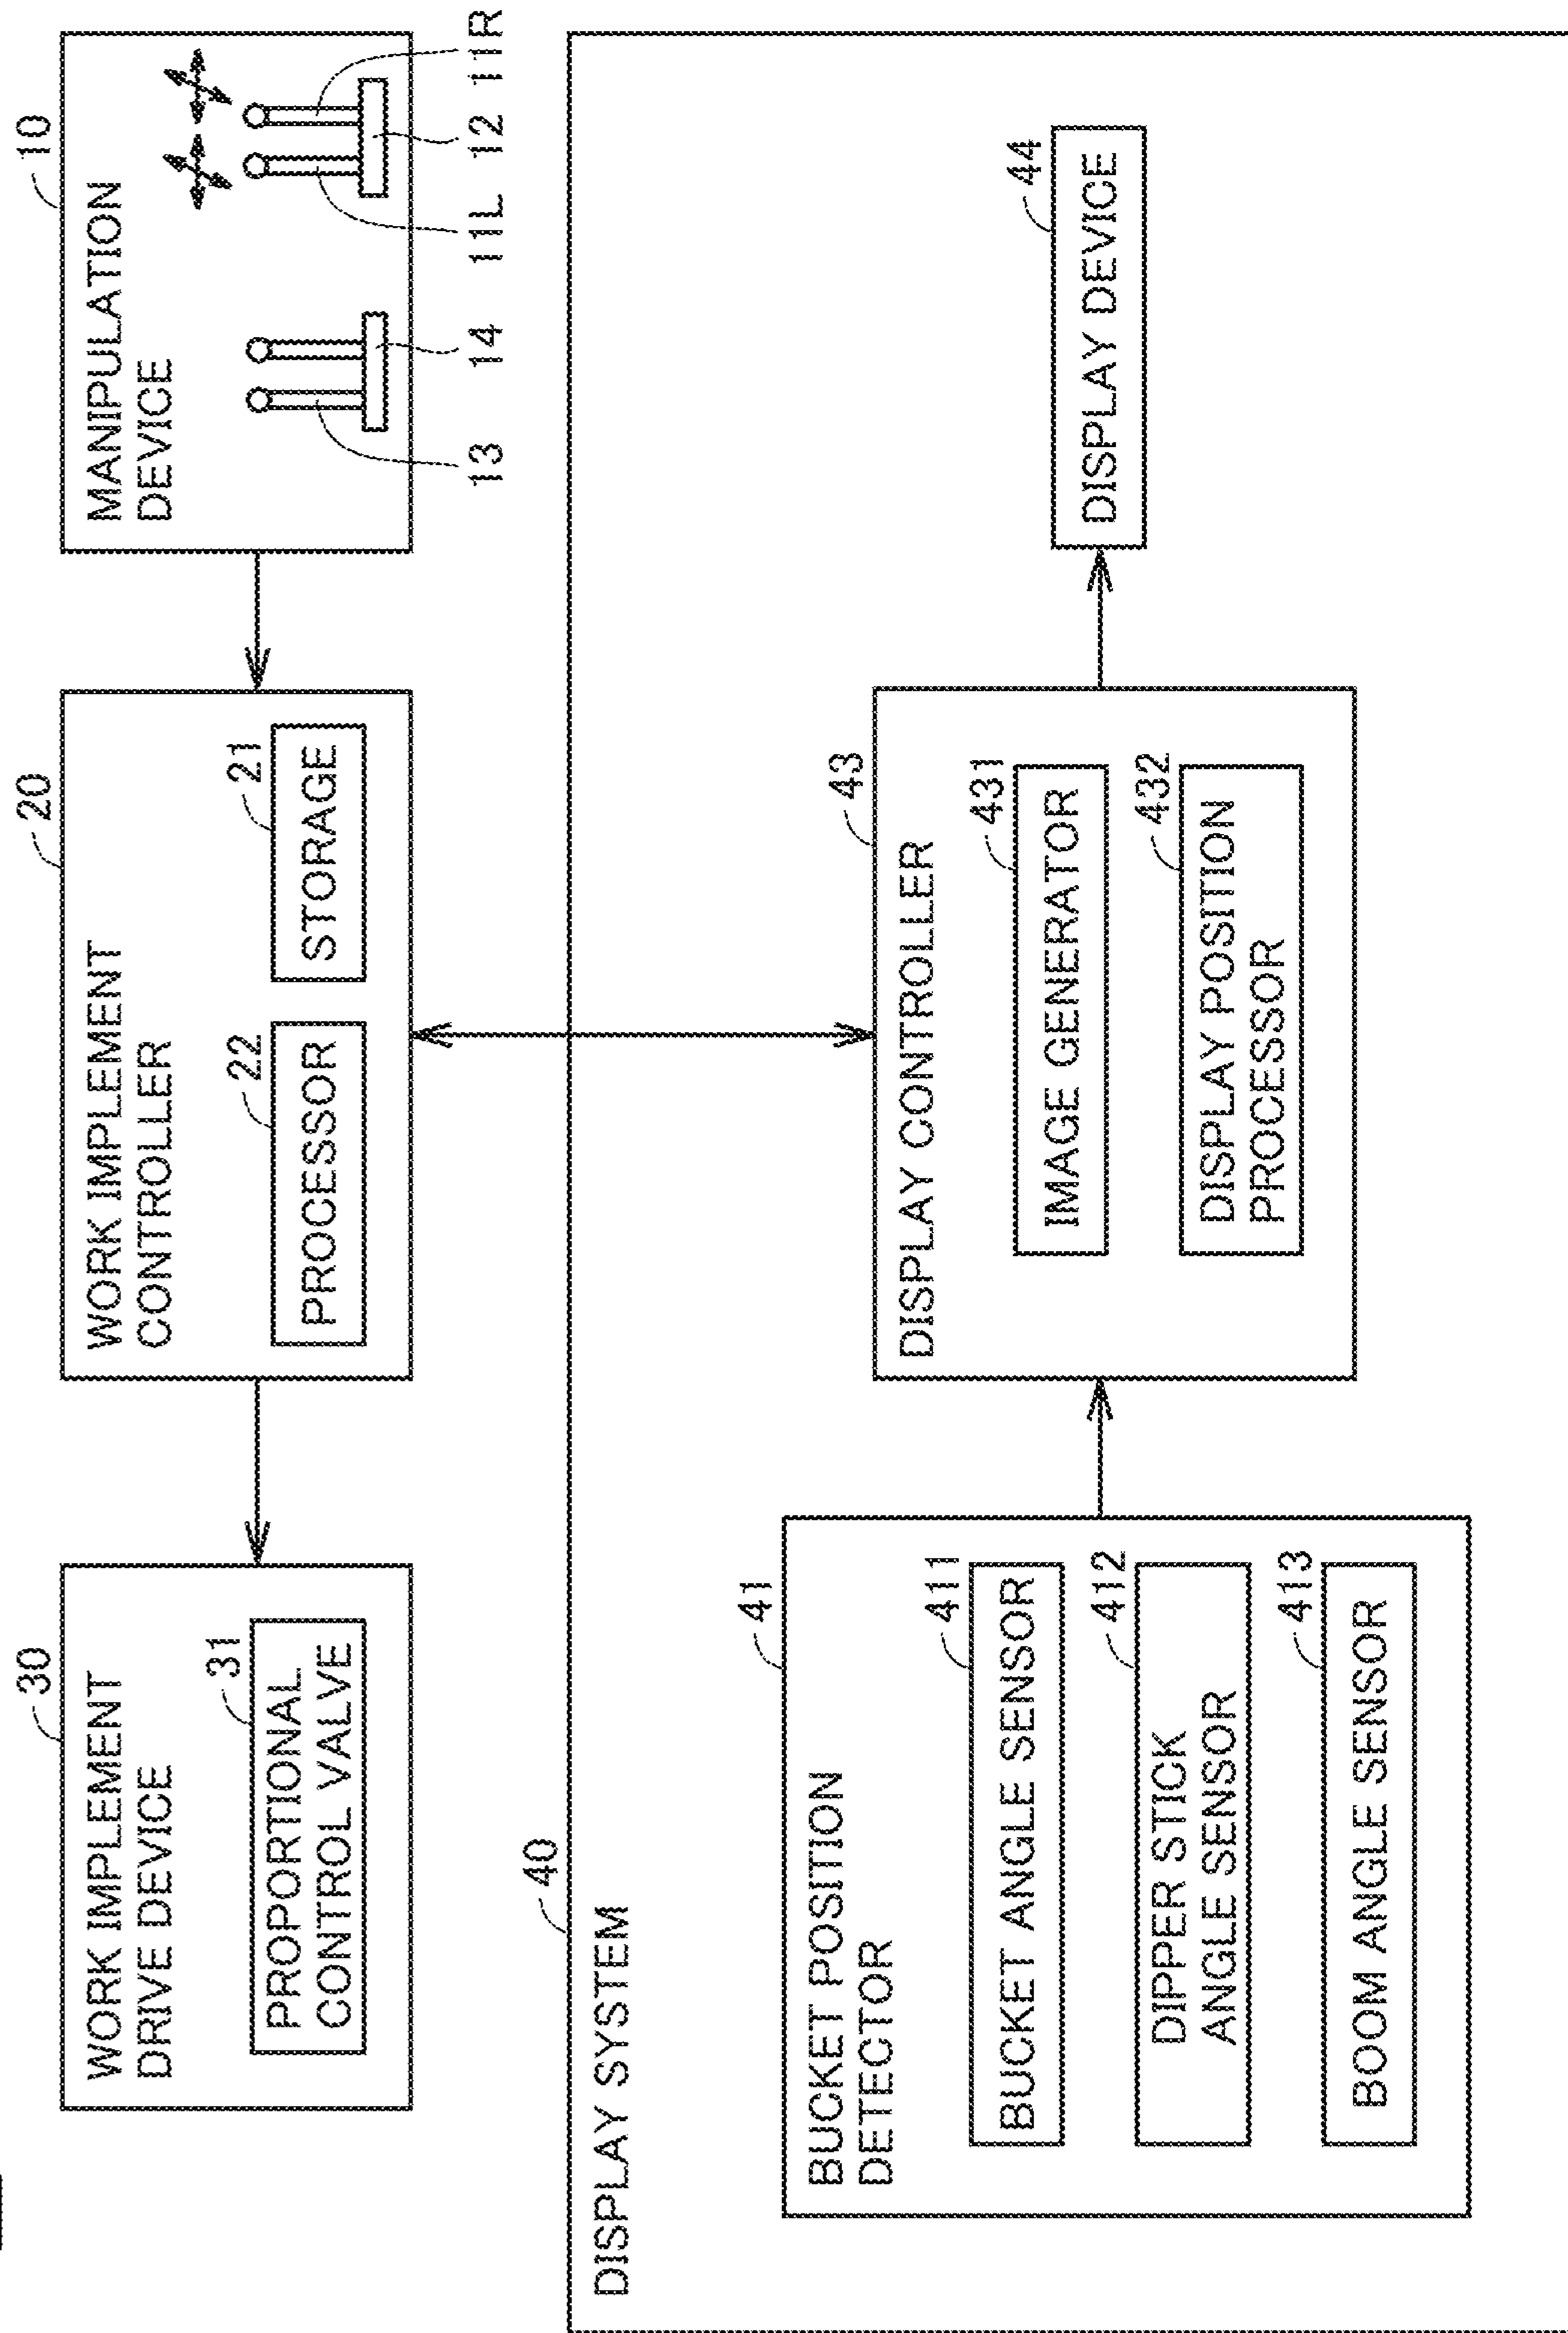 30
WORK IMPLEMENT
DRIVE DEVICE
31
PROPORTIONAL
CONTROL VALVE
20
WORK IMPLEMENT
CONTROLLER
22
PROCESSOR
21
STORAGE
10
MANIPULATION
DEVICE
13
14
11L
12
11R
40
DISPLAY SYSTEM
41
BUCKET POSITION
DETECTOR
411
BUCKET ANGLE SENSOR
412
DIPPER STICK
ANGLE SENSOR
413
BOOM ANGLE SENSOR
43
DISPLAY CONTROLLER
431
IMAGE GENERATOR
432
DISPLAY POSITION
PROCESSOR
44
DISPLAY DEVICE